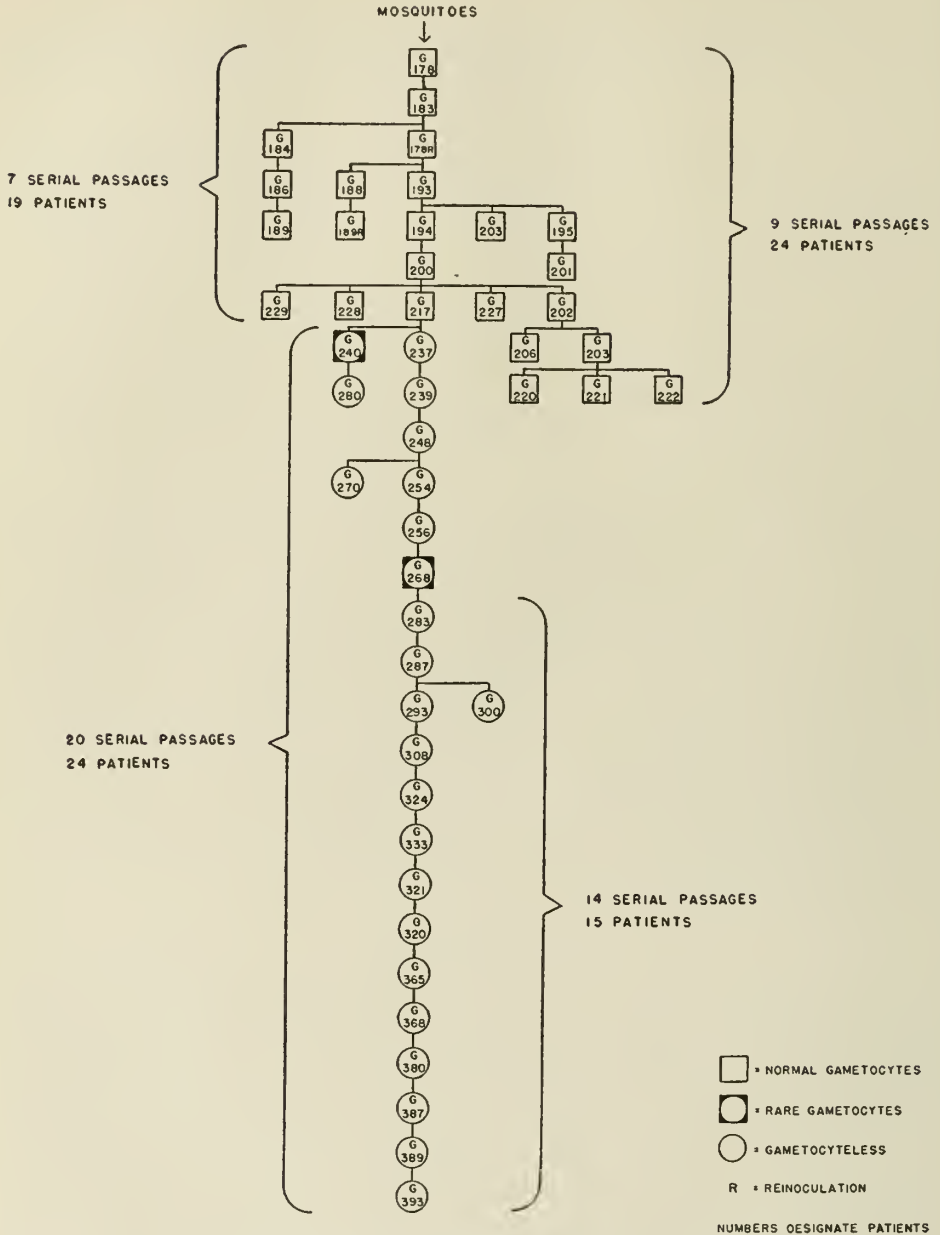 MOSQUITOES
G 178
G 183
G 184
G 178R
7 SERIAL PASSAGES
19 PATIENTS
G 186
G 188
G 193
G 189
G 189R
G 194
G 203
G 195
9 SERIAL PASSAGES
24 PATIENTS
G 200
G 201
G 229
G 228
G 217
G 227
G 202
G 240
G 237
G 206
G 203
G 280
G 239
G 220
G 221
G 222
G 248
G 270
G 254
G 256
G 268
G 283
G 287
G 293
G 300
20 SERIAL PASSAGES
24 PATIENTS
G 308
G 324
G 333
G 321
14 SERIAL PASSAGES
15 PATIENTS
G 320
G 365
G 368
G 380
G 387
G 389
G 393
= NORMAL GAMETOCYTES
= RARE GAMETOCYTES
= GAMETOCYTELESS
R = REINOCULATION
NUMBERS DESIGNATE PATIENTS